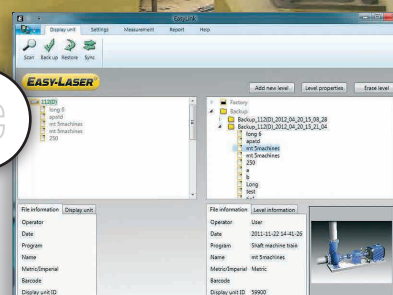 EasyLink
Display unit Settings Measurement Report Help
Scan Back up Restore Sync
EASY-LASER®
Add new level Level properties Erase level
112(D)
long 6
apatd
mt 5machines
mt 5machines
250
Factory
Backup
Backup_112(D)_2012_04_20_15_08_28
Backup_112(D)_2012_04_20_15_21_04
long 6
apatd
mt 5machines
mt 5machines
250
a
b
Long
test
File information Display unit
Operator
Date
Program
Name
Metric/Imperial
Barcode
Display unit ID
File information Level information
Operator User
Date 2011-11-22 14-41-26
Program Shaft machine train
Name mt 5machines
Metric/Imperial Metric
Barcode
Display unit ID 59900